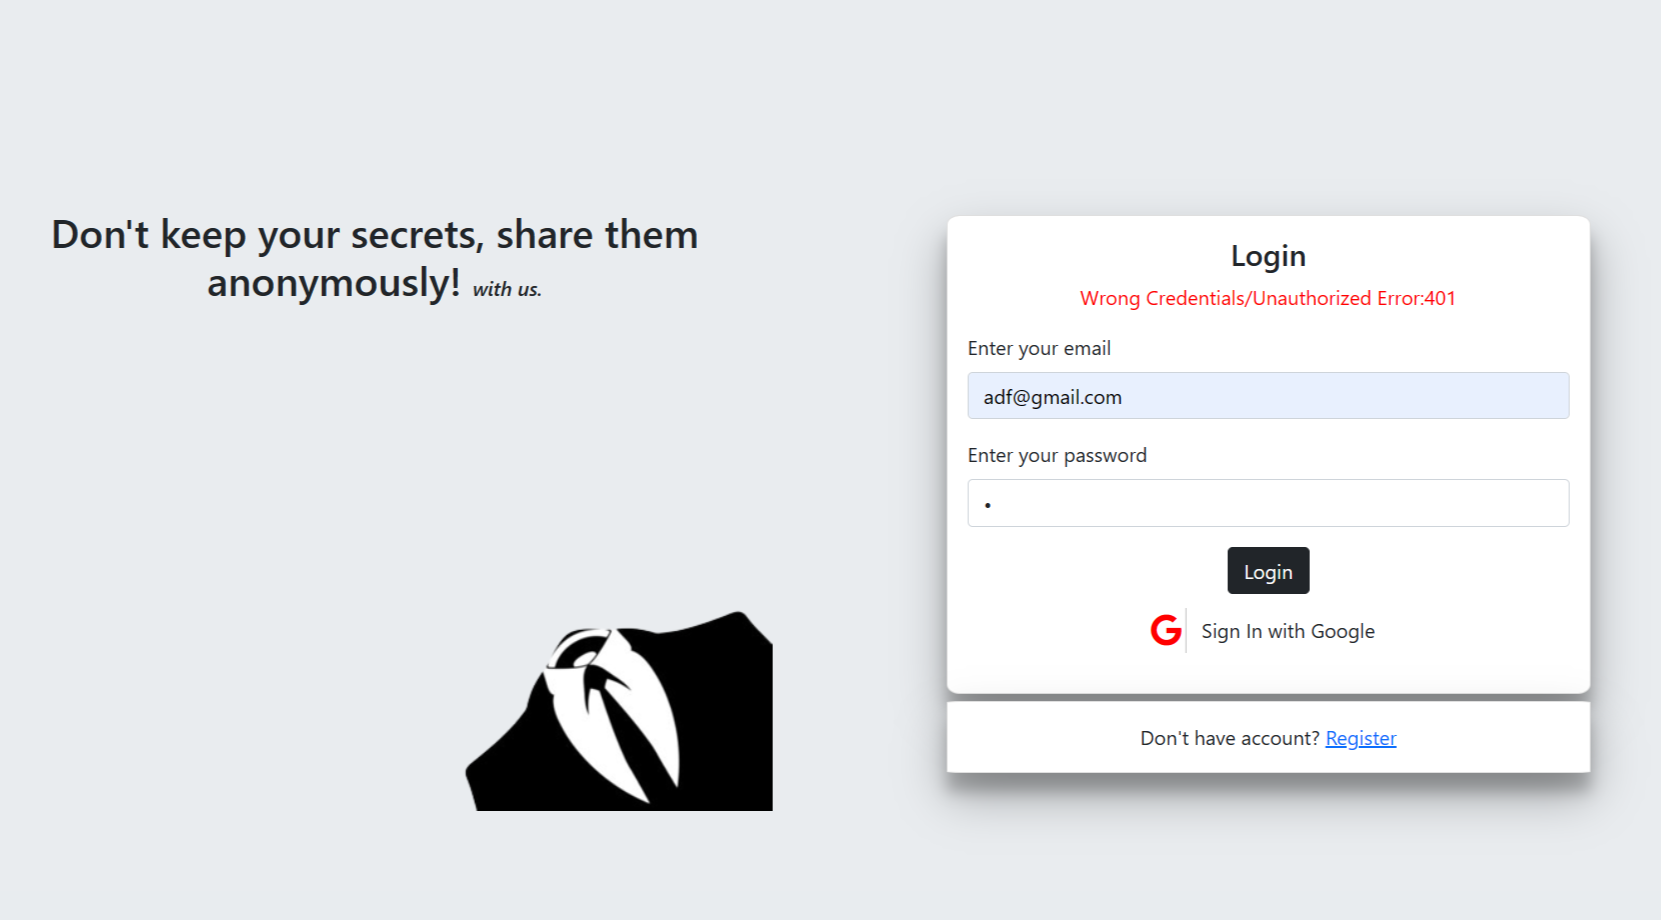 Don't keep your secrets, share them
anonymously! with us.
Login
Wrong Credentials/Unauthorized Error:401
Enter your email
adf@gmail.com
Enter your password
•
Login
G Sign In with Google
Don't have account? Register